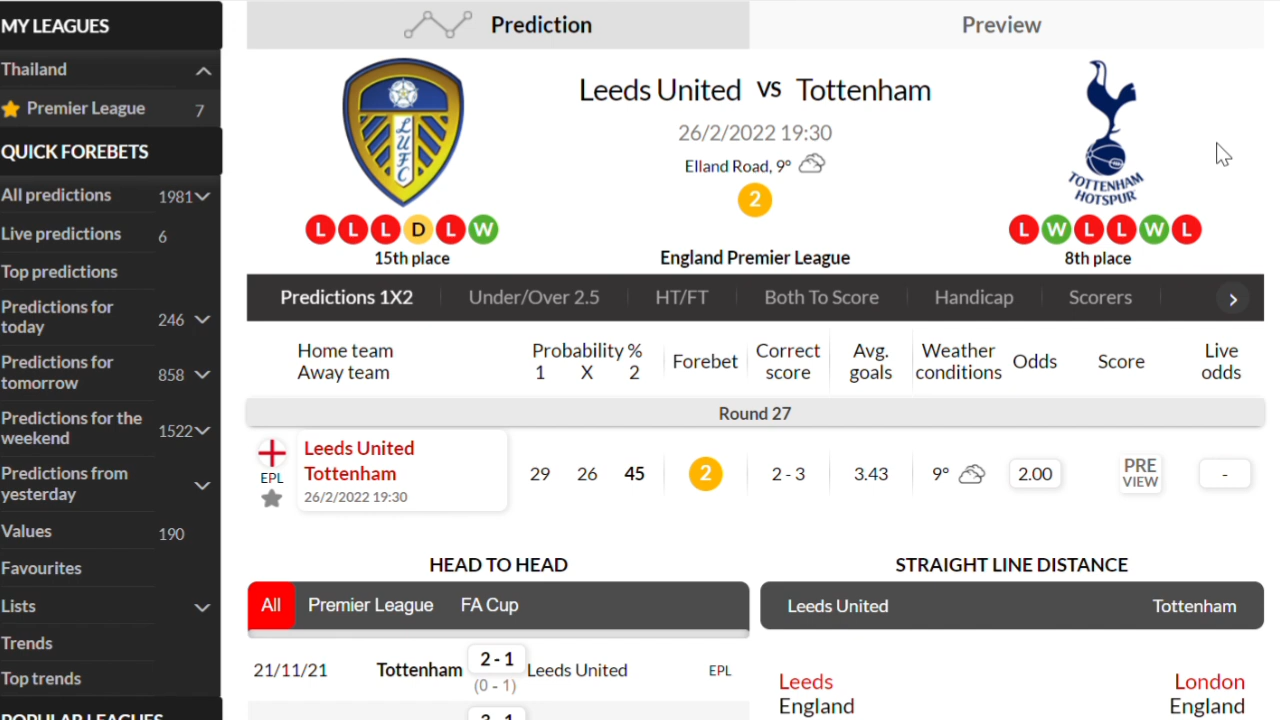 MY LEAGUES
Thailand
Premier League 7
QUICK FOREBETS
All predictions 1981
Live predictions 6
Top predictions
Predictions for
today 246
Predictions for
tomorrow 858
Predictions for the
weekend 1522
Predictions from
yesterday
Values 190
Favourites
Lists
Trends
Top trends
POPULAR LEAGUES
Prediction Preview
LUFC
Leeds United VS Tottenham
26/2/2022 19:30
Elland Road, 9°
2
TOTTENHAM
HOTSPUR
L L L D L W
15th place
England Premier League
L W L L W L
8th place
Predictions 1X2 Under/Over 2.5 HT/FT Both To Score Handicap Scorers
Home team
Away team
Probability %
1 X 2
Forebet
Correct
score
Avg.
goals
Weather
conditions
Odds
Score
Live
odds
Round 27
EPL
Leeds United
Tottenham
26/2/2022 19:30
29 26 45 2 2 - 3 3.43 9° 2.00
PRE
VIEW
-
HEAD TO HEAD
All Premier League FA Cup
21/11/21 Tottenham 2 - 1 Leeds United EPL
(0 - 1)
3 - 1
STRAIGHT LINE DISTANCE
Leeds United Tottenham
Leeds London
England England